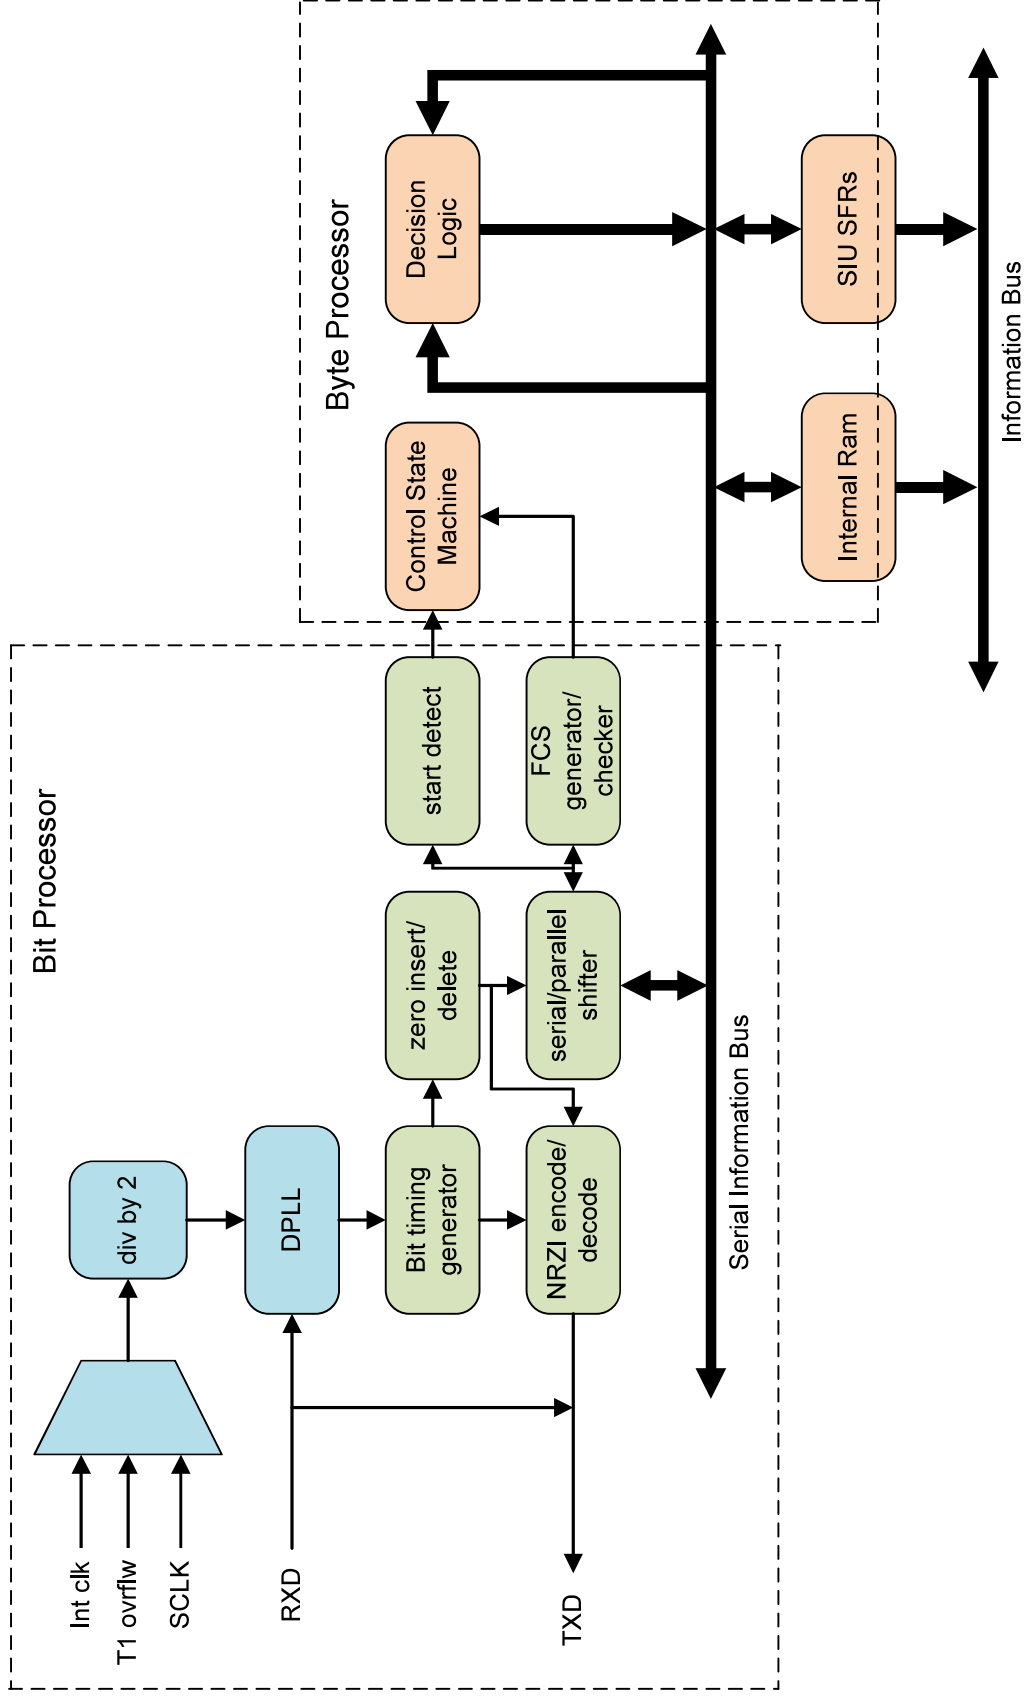 Bit Processor
Byte Processor
Int clk
T1 ovrflw
SCLK
div by 2
RXD
DPLL
Bit timing
generator
zero insert/
delete
start detect
Control State
Machine
Decision
Logic
TXD
NRZI encode/
decode
serial/parallel
shifter
FCS
generator/
checker
Serial Information Bus
Internal Ram
SIU SFRs
Information Bus